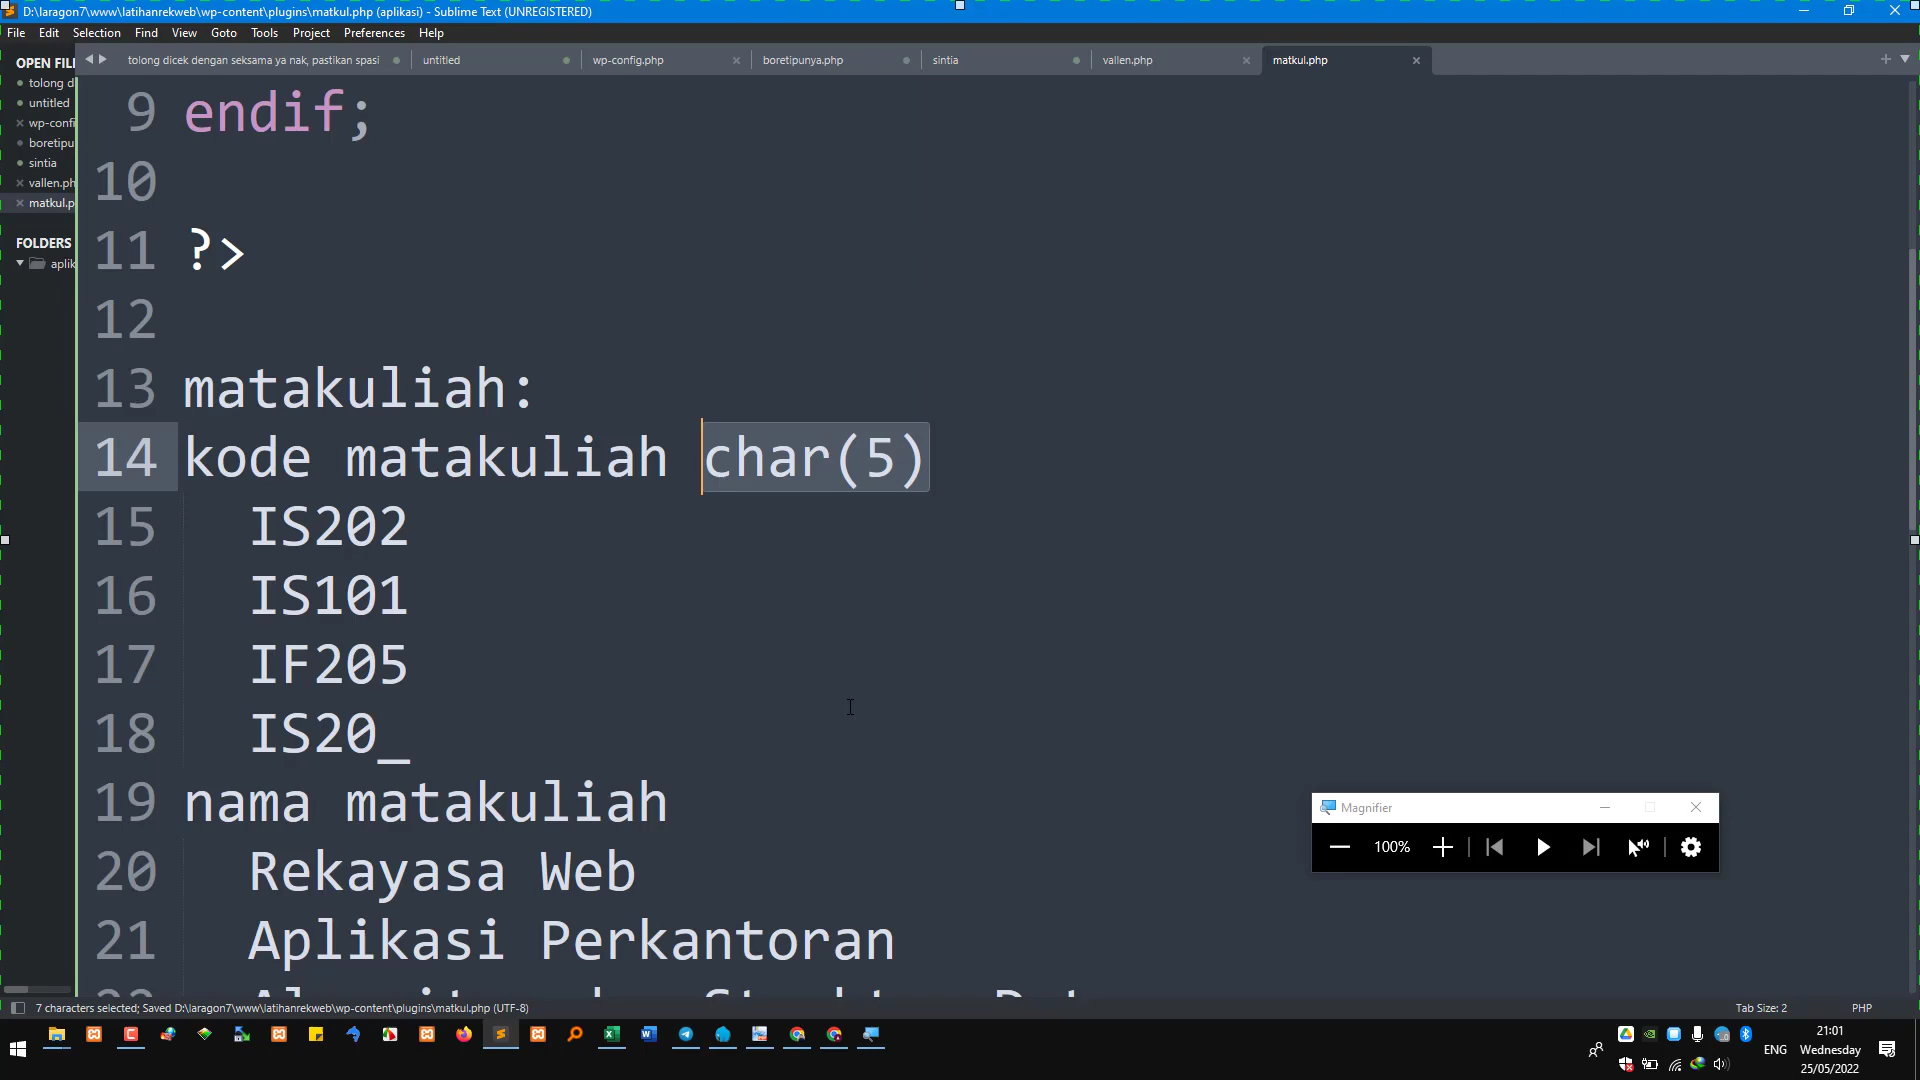 D:\laragon7\www\latihanrekweb\wp-content\plugins\matkul.php (aplikasi) - Sublime Text (UNREGISTERED)
File Edit Selection Find View Goto Tools Project Preferences Help
OPEN FIL
tolong d
untitled
wp-confi
boretipu
sintia
vallen.ph
matkul.p
FOLDERS
aplik
tolong dicek dengan seksama ya nak, pastikan spasi
untitled
wp-config.php
boretipunya.php
sintia
vallen.php
matkul.php
9 endif;
10
11 ?>
12
13 matakuliah:
14 kode matakuliah char(5)
15 IS202
16 IS101
17 IF205
18 IS20_
19 nama matakuliah
20 Rekayasa Web
21 Aplikasi Perkantoran
Magnifier
100%
7 characters selected; Saved D:\laragon7\www\latihanrekweb\wp-content\plugins\matkul.php (UTF-8)
Tab Size: 2
PHP
ENG
21:01
Wednesday
25/05/2022